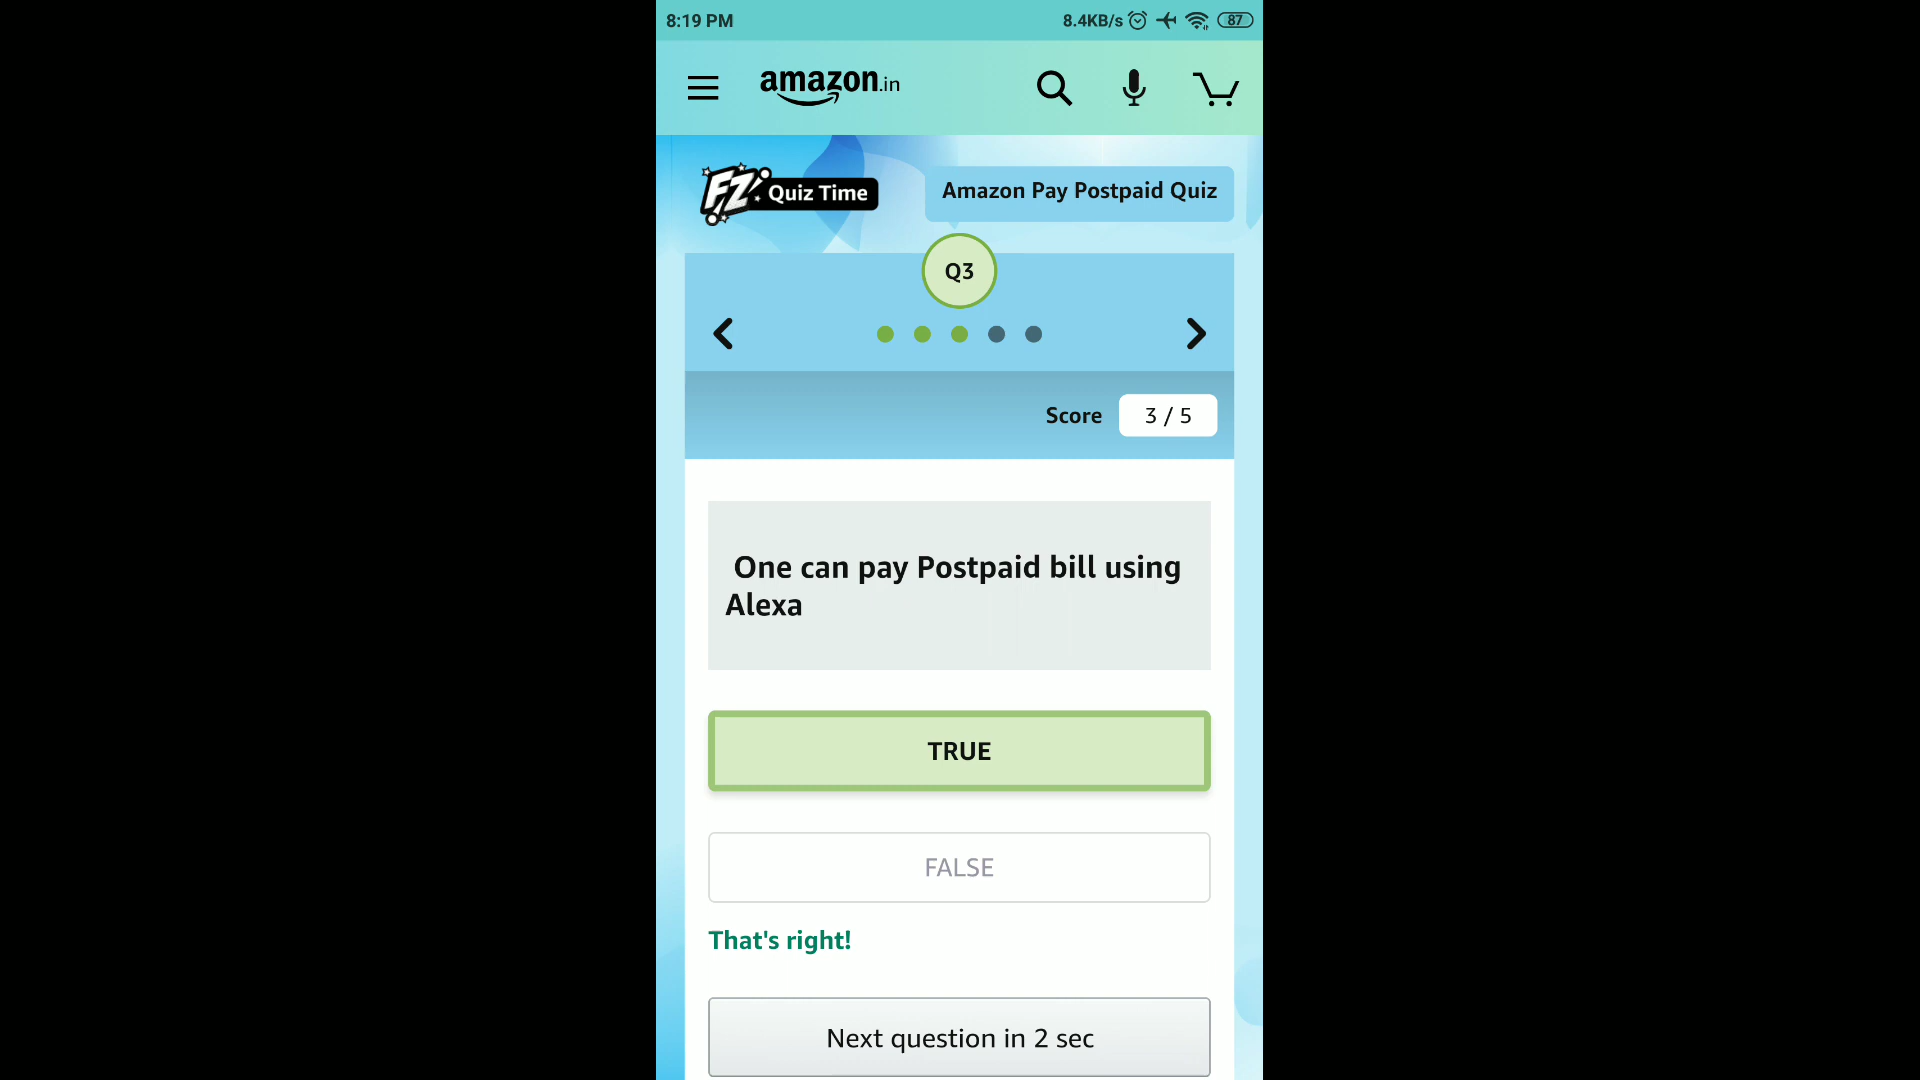 8:19 PM 8.4KB/s 87
amazon.in
FZ Quiz Time Amazon Pay Postpaid Quiz
Q3
Score 3 / 5
One can pay Postpaid bill using
Alexa
TRUE
FALSE
That's right!
Next question in 2 sec